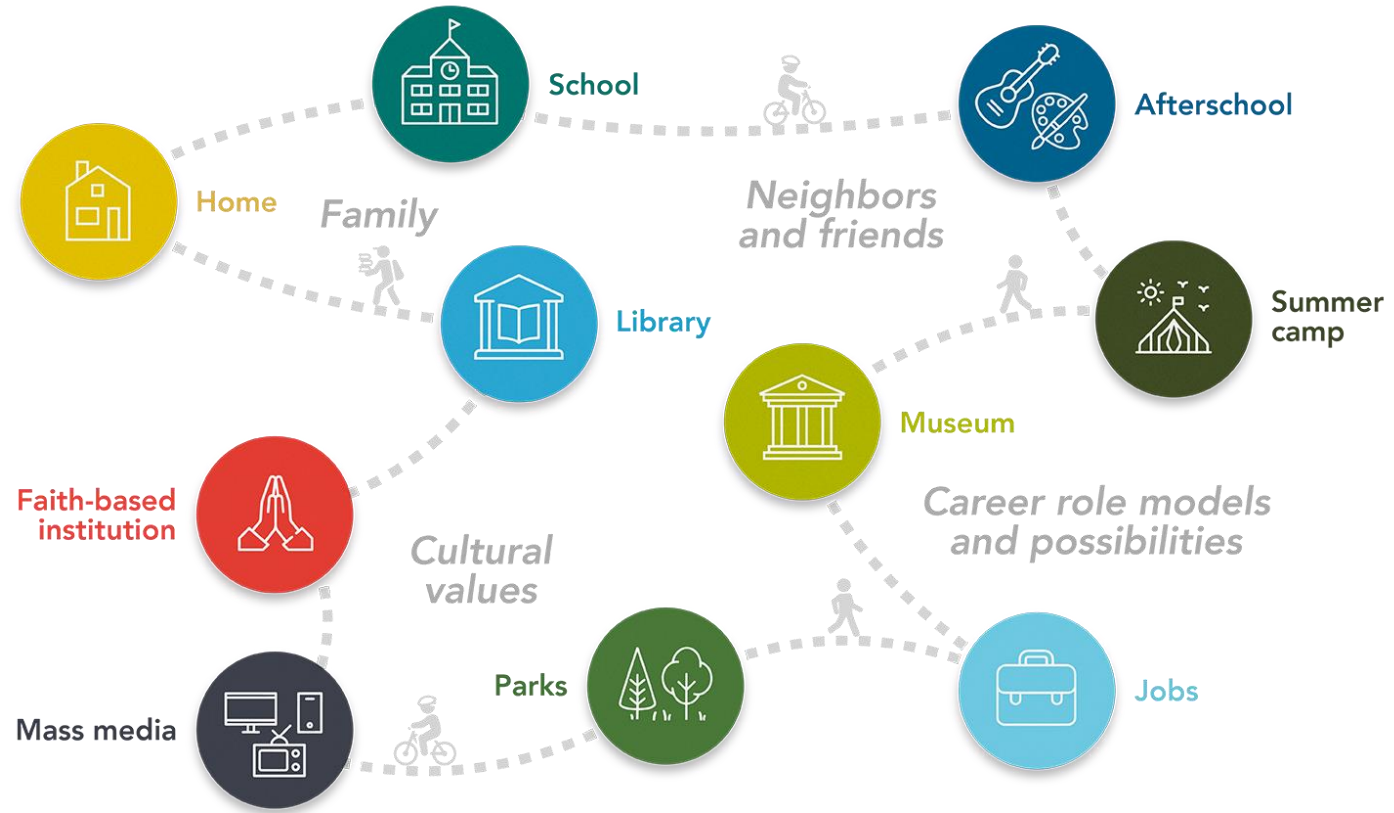 School
Afterschool
Home
Family
Neighbors
and friends
Library
Summer
camp
Museum
Faith-based
institution
Career role models
and possibilities
Cultural
values
Parks
Jobs
Mass media